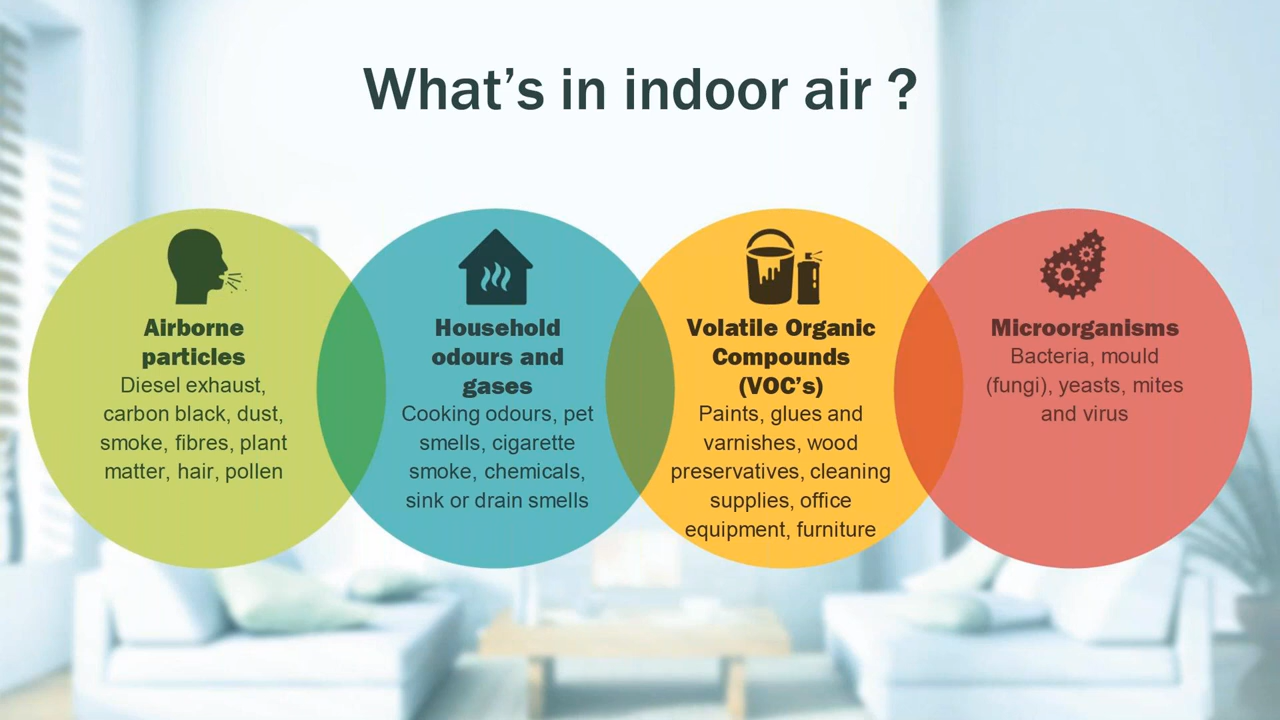 What’s in indoor air ?
Airborne
particles
Diesel exhaust,
carbon black, dust,
smoke, fibres, plant
matter, hair, pollen
Household
odours and
gases
Cooking odours, pet
smells, cigarette
smoke, chemicals,
sink or drain smells
Volatile Organic
Compounds
(VOC’s)
Paints, glues and
varnishes, wood
preservatives, cleaning
supplies, office
equipment, furniture
Microorganisms
Bacteria, mould
(fungi), yeasts, mites
and virus